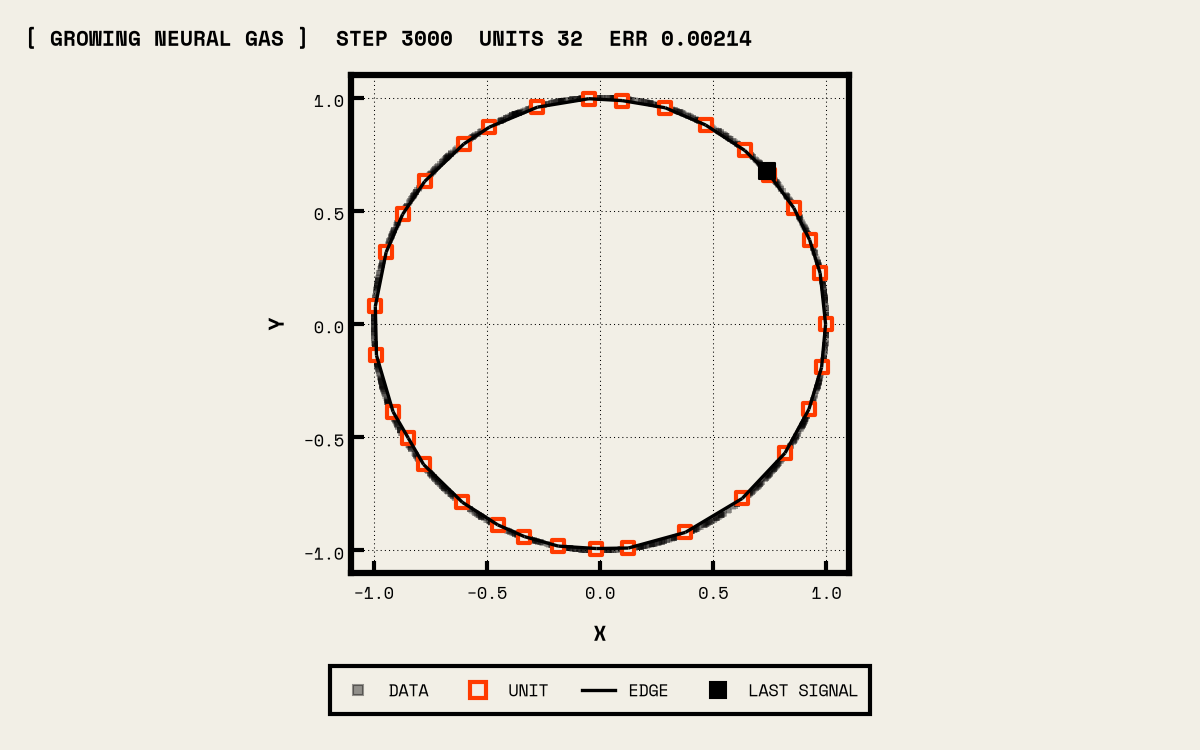 [ GROWING NEURAL GAS ]  STEP 3000  UNITS 32  ERR 0.00214
1.0
0.5
0.0
−0.5
−1.0
Y
−1.0 −0.5 0.0 0.5 1.0
X
DATA UNIT EDGE LAST SIGNAL